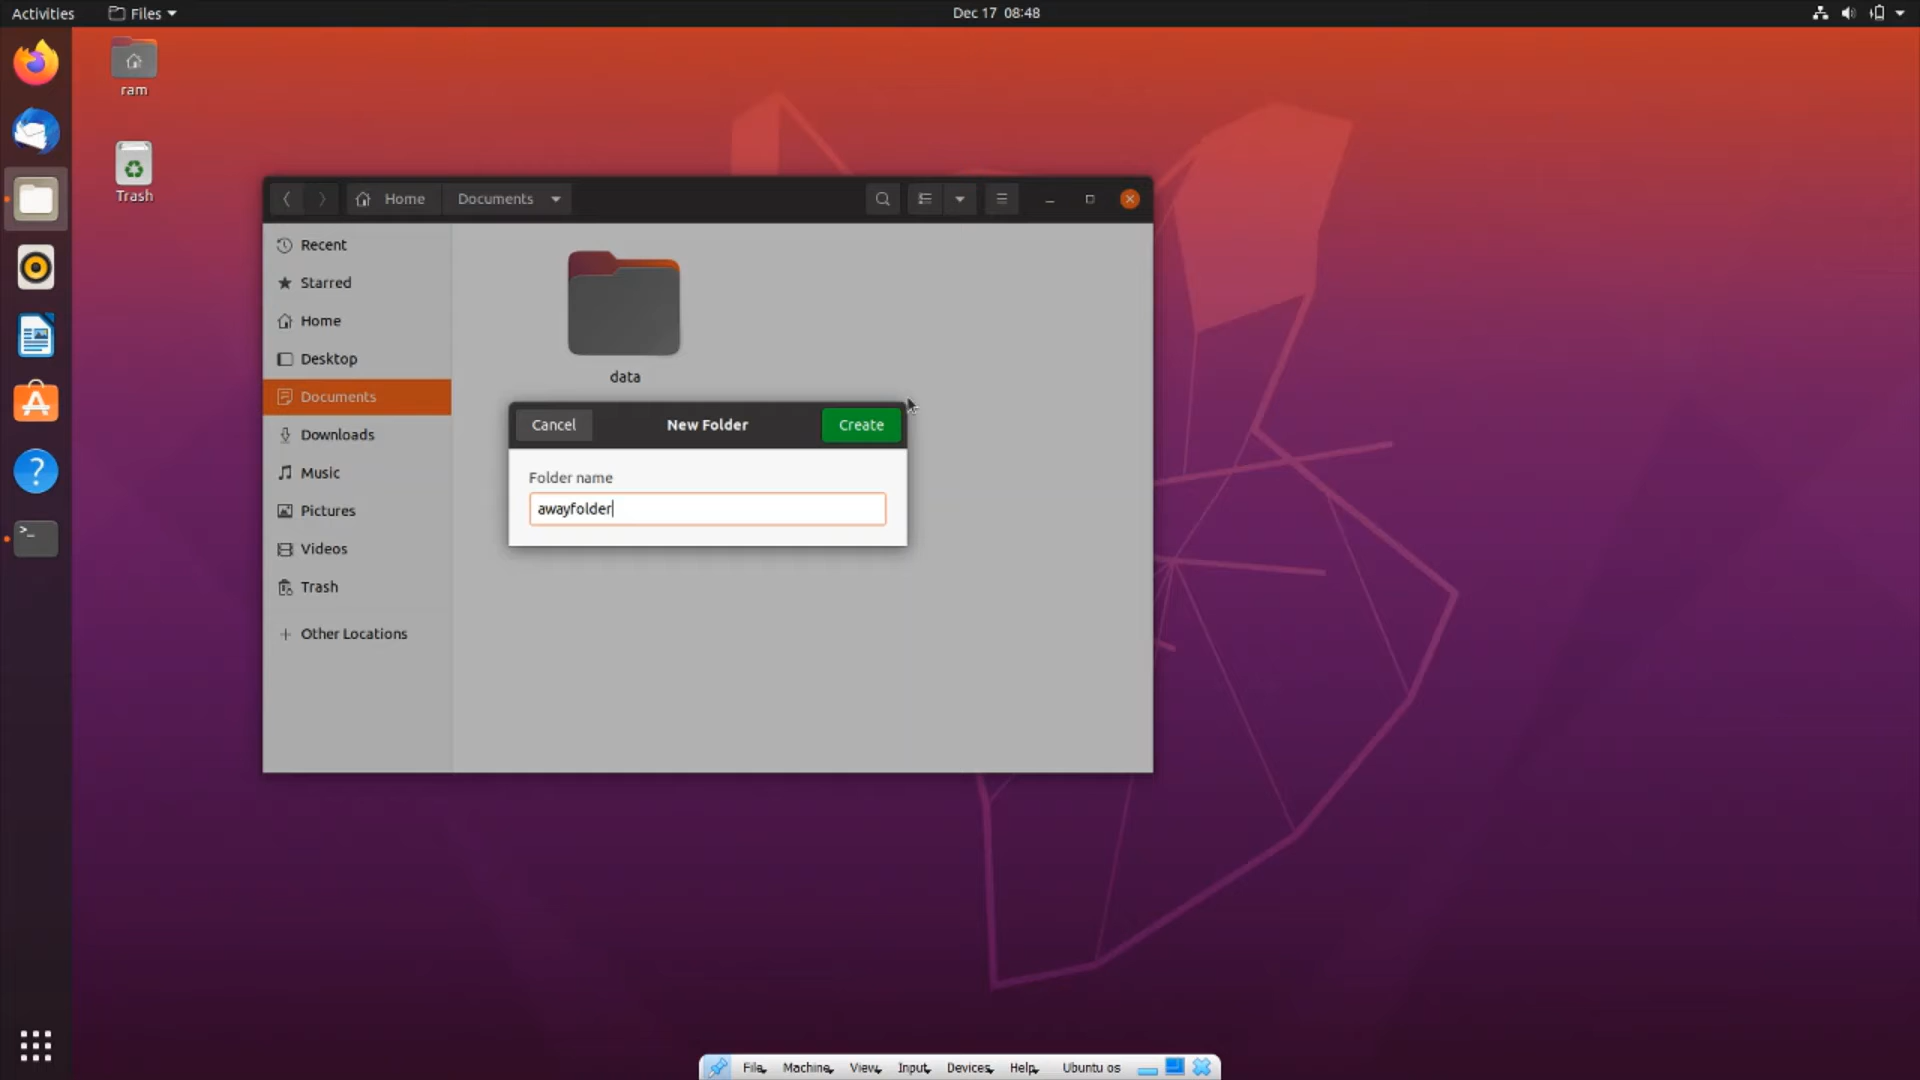 Activities
Files
Dec 17 08:48
ram
Trash
Home
Documents
Recent
Starred
Home
Desktop
Documents
Downloads
Music
Pictures
Videos
Trash
Other Locations
data
Cancel
New Folder
Create
Folder name
awayfolder
File Machine View Input Devices Help Ubuntu os